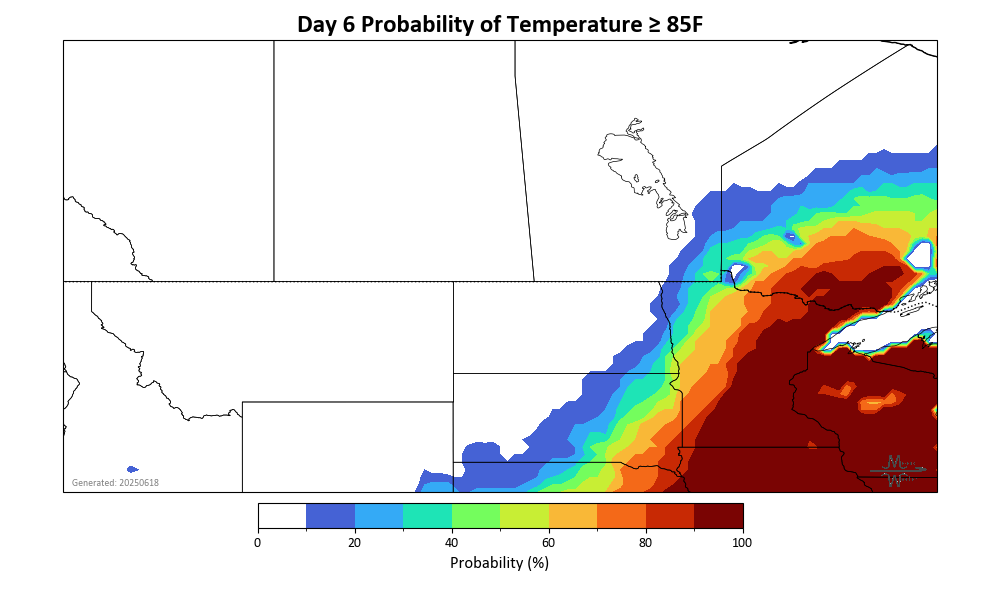 Day 6 Probability of Temperature ≥ 85F
Generated: 20250618
0 20 40 60 80 100
Probability (%)